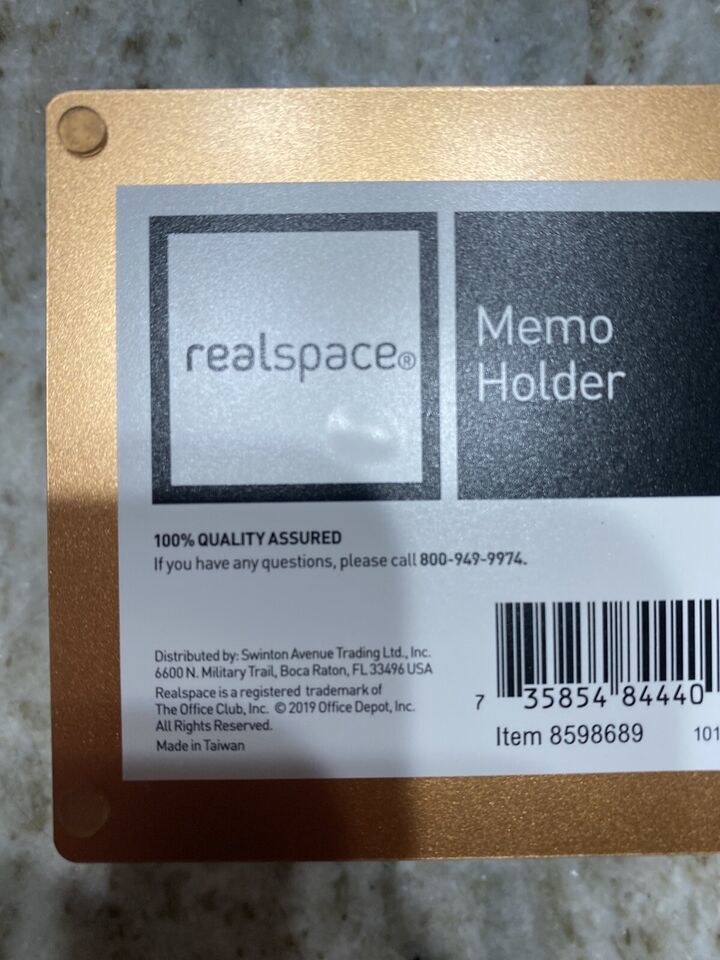 realspace®
Memo
Holder
100% QUALITY ASSURED
If you have any questions, please call 800-949-9974.
Distributed by: Swinton Avenue Trading Ltd., Inc.
6600 N. Military Trail, Boca Raton, FL 33496 USA
Realspace is a registered trademark of
The Office Club, Inc. © 2019 Office Depot, Inc.
All Rights Reserved.
Made in Taiwan
7 35854 84440
Item 8598689
101